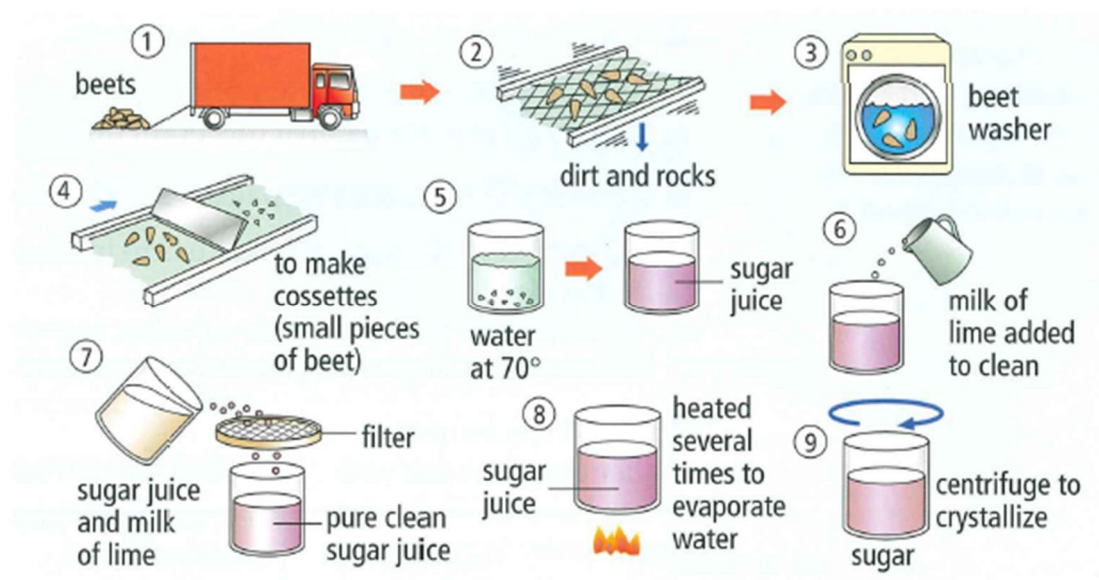 ①
beets
②
dirt and rocks
③
beet
washer
④
to make
cossettes
(small pieces
of beet)
⑤
water
at 70°
sugar
juice
⑥
milk of
lime added
to clean
⑦
sugar juice
and milk
of lime
filter
pure clean
sugar juice
⑧
sugar
juice
heated
several
times to
evaporate
water
⑨
centrifuge to
crystallize
sugar